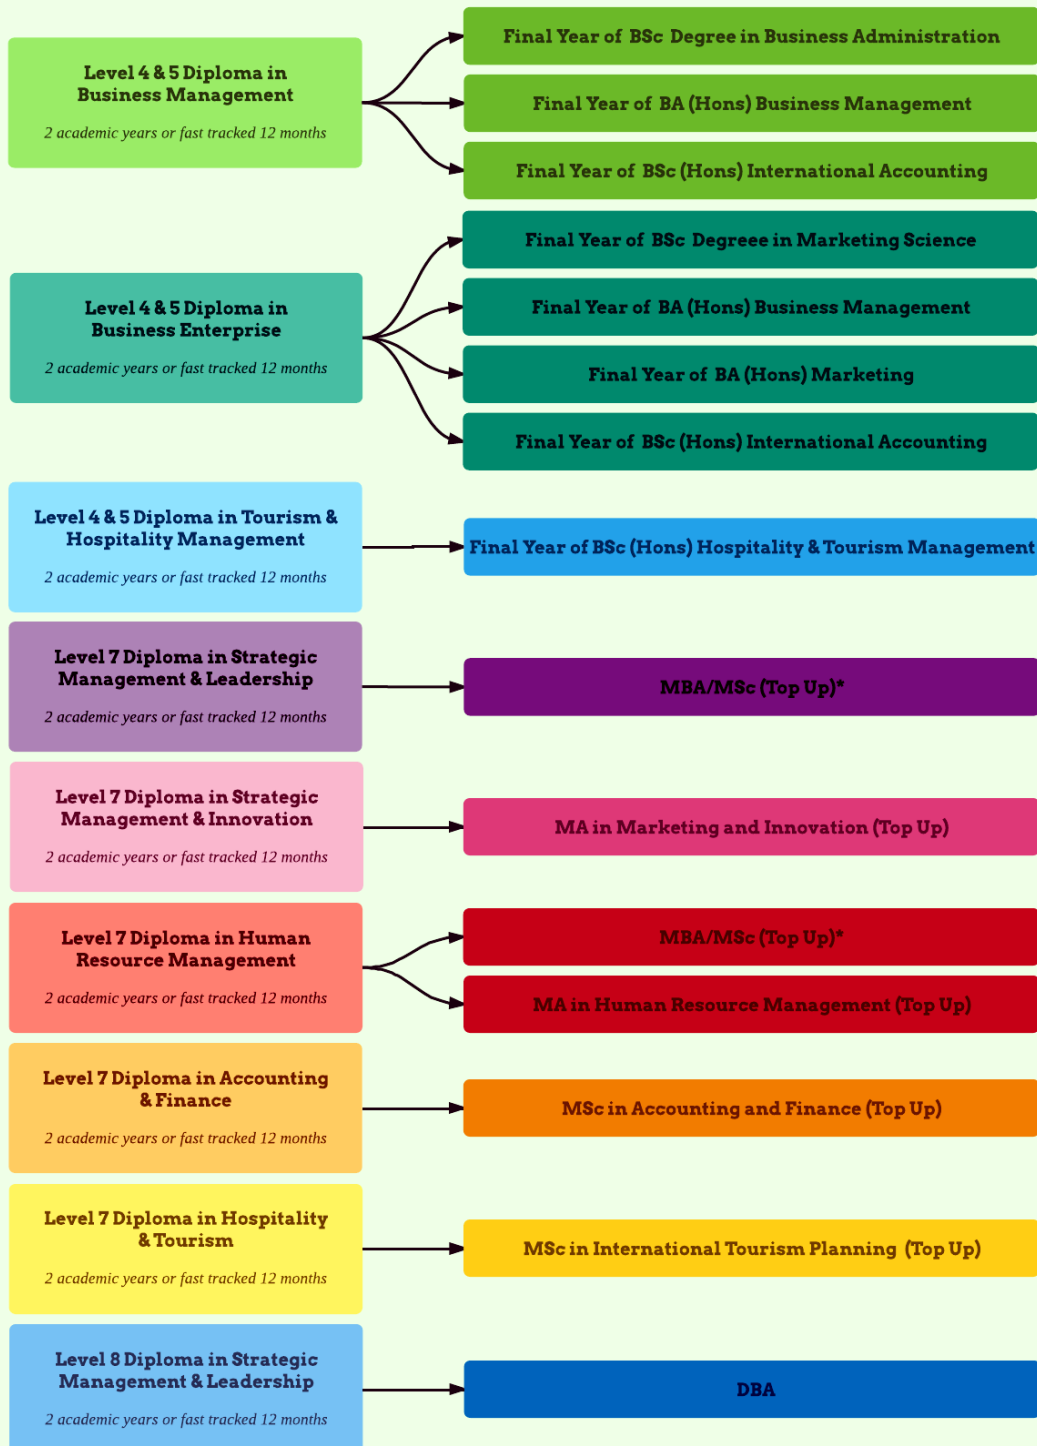 Level 4 & 5 Diploma in
Business Management
2 academic years or fast tracked 12 months
Final Year of BSc Degree in Business Administration
Final Year of BA (Hons) Business Management
Final Year of BSc (Hons) International Accounting
Level 4 & 5 Diploma in
Business Enterprise
2 academic years or fast tracked 12 months
Final Year of BSc Degreee in Marketing Science
Final Year of BA (Hons) Business Management
Final Year of BA (Hons) Marketing
Final Year of BSc (Hons) International Accounting
Level 4 & 5 Diploma in Tourism &
Hospitality Management
2 academic years or fast tracked 12 months
Final Year of BSc (Hons) Hospitality & Tourism Management
Level 7 Diploma in Strategic
Management & Leadership
2 academic years or fast tracked 12 months
MBA/MSc (Top Up)*
Level 7 Diploma in Strategic
Management & Innovation
2 academic years or fast tracked 12 months
MA in Marketing and Innovation (Top Up)
Level 7 Diploma in Human
Resource Management
2 academic years or fast tracked 12 months
MBA/MSc (Top Up)*
MA in Human Resource Management (Top Up)
Level 7 Diploma in Accounting
& Finance
2 academic years or fast tracked 12 months
MSc in Accounting and Finance (Top Up)
Level 7 Diploma in Hospitality
& Tourism
2 academic years or fast tracked 12 months
MSc in International Tourism Planning (Top Up)
Level 8 Diploma in Strategic
Management & Leadership
2 academic years or fast tracked 12 months
DBA